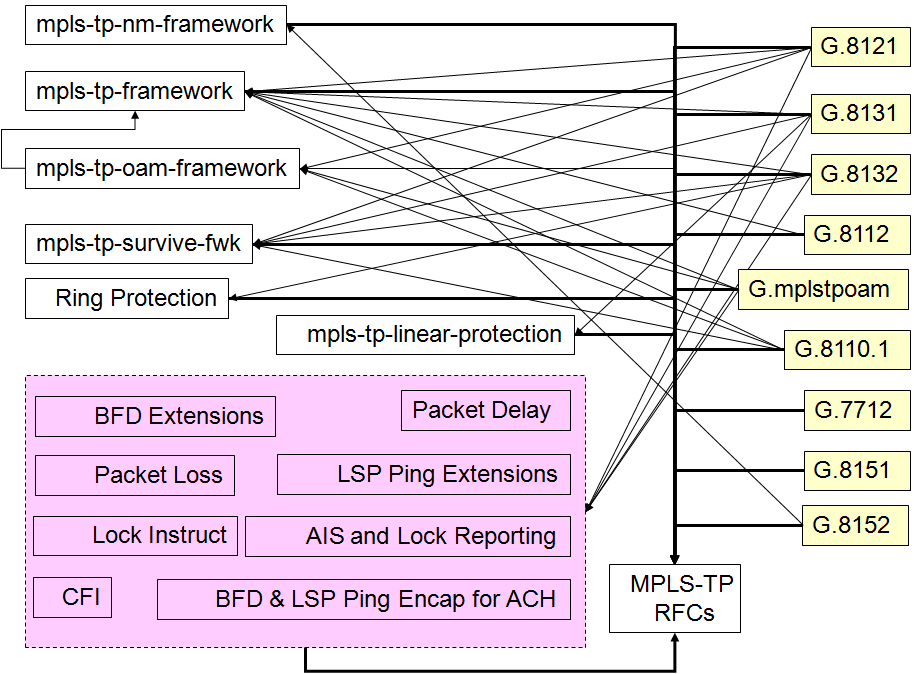 mpls-tp-nm-framework
mpls-tp-framework
mpls-tp-oam-framework
mpls-tp-survive-fwk
Ring Protection
mpls-tp-linear-protection
BFD Extensions
Packet Delay
Packet Loss
LSP Ping Extensions
Lock Instruct
AIS and Lock Reporting
CFI
BFD & LSP Ping Encap for ACH
G.8121
G.8131
G.8132
G.8112
G.mplstpoam
G.8110.1
G.7712
G.8151
G.8152
MPLS-TP
RFCs